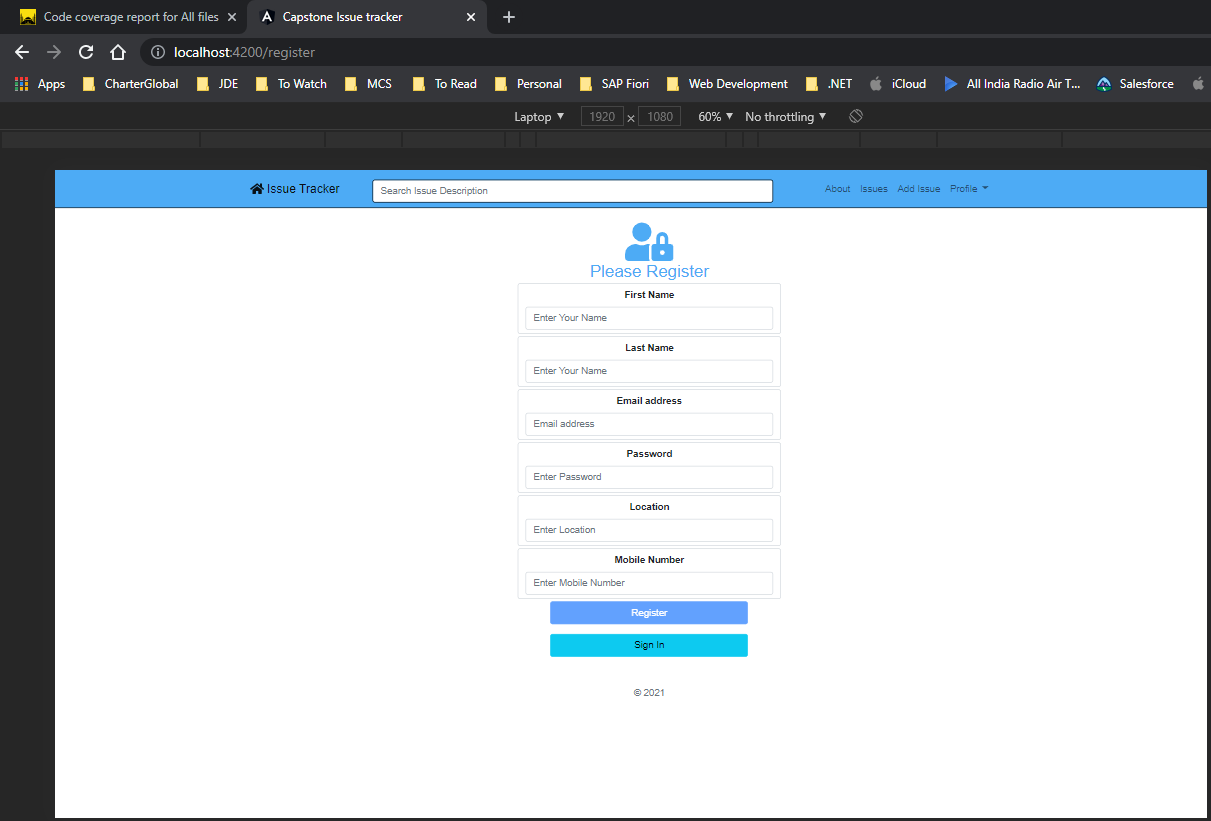 Code coverage report for All files
Capstone Issue tracker
localhost:4200/register
Apps CharterGlobal JDE To Watch MCS To Read Personal SAP Fiori Web Development .NET iCloud All India Radio Air T... Salesforce
Laptop 1920 x 1080 60% No throttling
Issue Tracker Search Issue Description About Issues Add Issue Profile
Please Register
First Name
Enter Your Name
Last Name
Enter Your Name
Email address
Email address
Password
Enter Password
Location
Enter Location
Mobile Number
Enter Mobile Number
Register
Sign In
© 2021